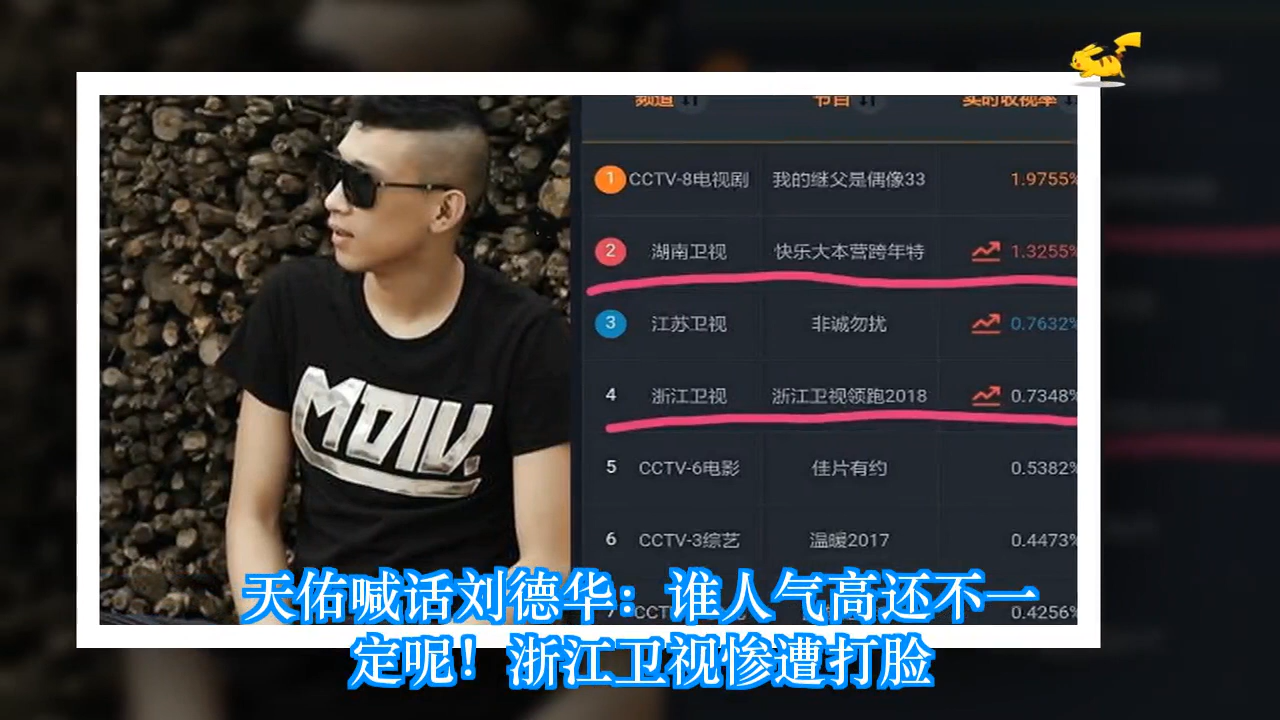 频道 节目 实时收视率
1 CCTV-8电视剧 我的继父是偶像33 1.9755%
2 湖南卫视 快乐大本营跨年特 1.3255%
3 江苏卫视 非诚勿扰 0.7632%
4 浙江卫视 浙江卫视领跑2018 0.7348%
5 CCTV-6电影 佳片有约 0.5382%
6 CCTV-3综艺 温暖2017 0.4473%
0.4256%
MDIV.
天佑喊话刘德华：谁人气高还不一
定呢！浙江卫视惨遭打脸